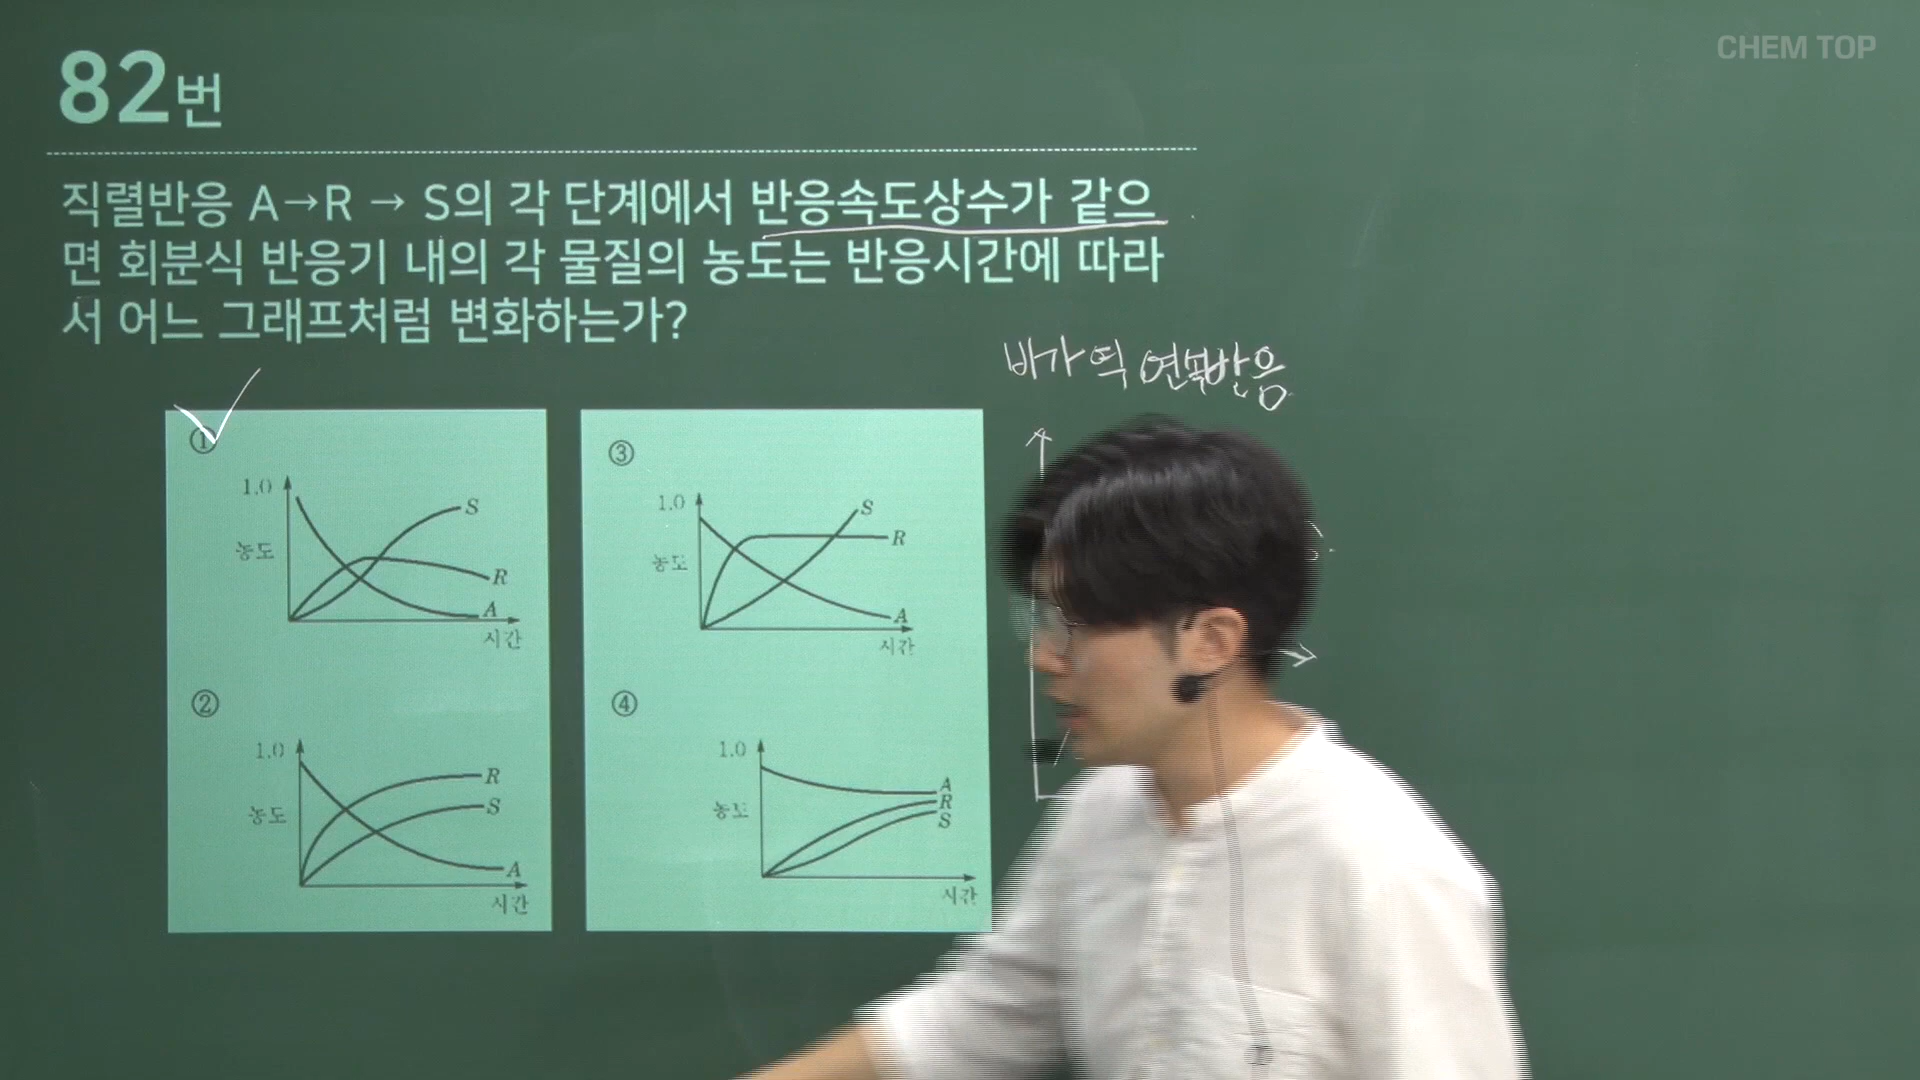 CHEM TOP
82번
직렬반응 A→R → S의 각 단계에서 반응속도상수가 같으
면 회분식 반응기 내의 각 물질의 농도는 반응시간에 따라
서 어느 그래프처럼 변화하는가?
비가역 연속반응
①
1.0
농도
S
R
A
시간
②
1.0
농도
R
S
A
시간
③
1.0
농도
S
R
A
시간
④
1.0
농도
A
R
S
시간